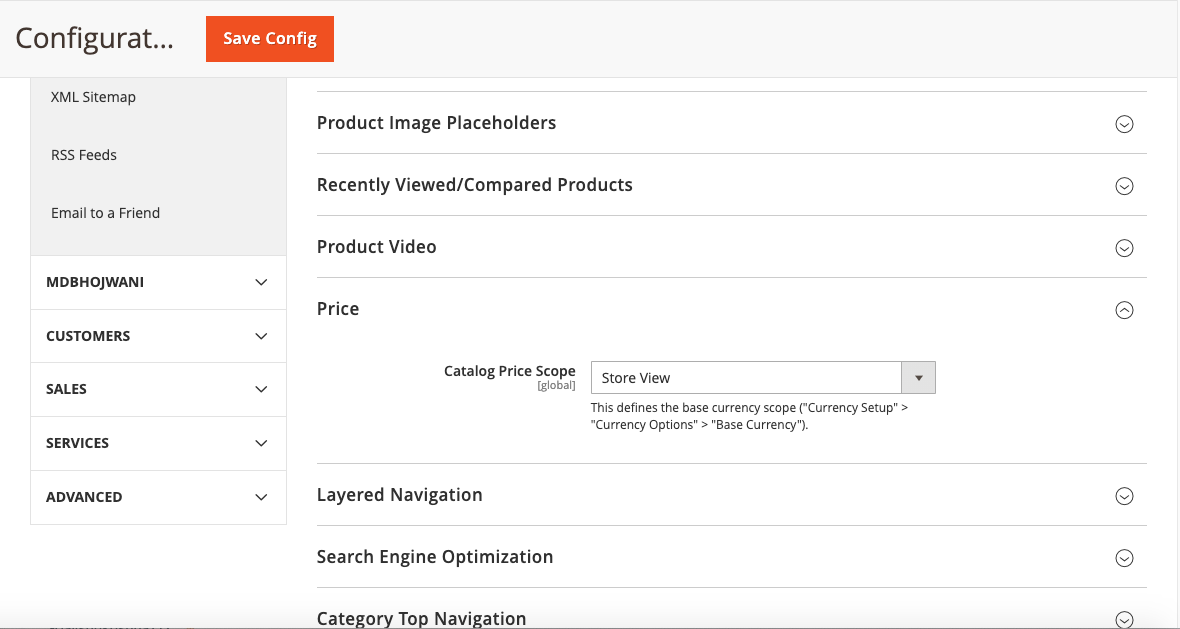 Configurat...
Save Config
XML Sitemap
RSS Feeds
Email to a Friend
MDBHOJWANI
CUSTOMERS
SALES
SERVICES
ADVANCED
Product Image Placeholders
Recently Viewed/Compared Products
Product Video
Price
Catalog Price Scope
[global]
Store View
This defines the base currency scope ("Currency Setup" >
"Currency Options" > "Base Currency").
Layered Navigation
Search Engine Optimization
Category Top Navigation